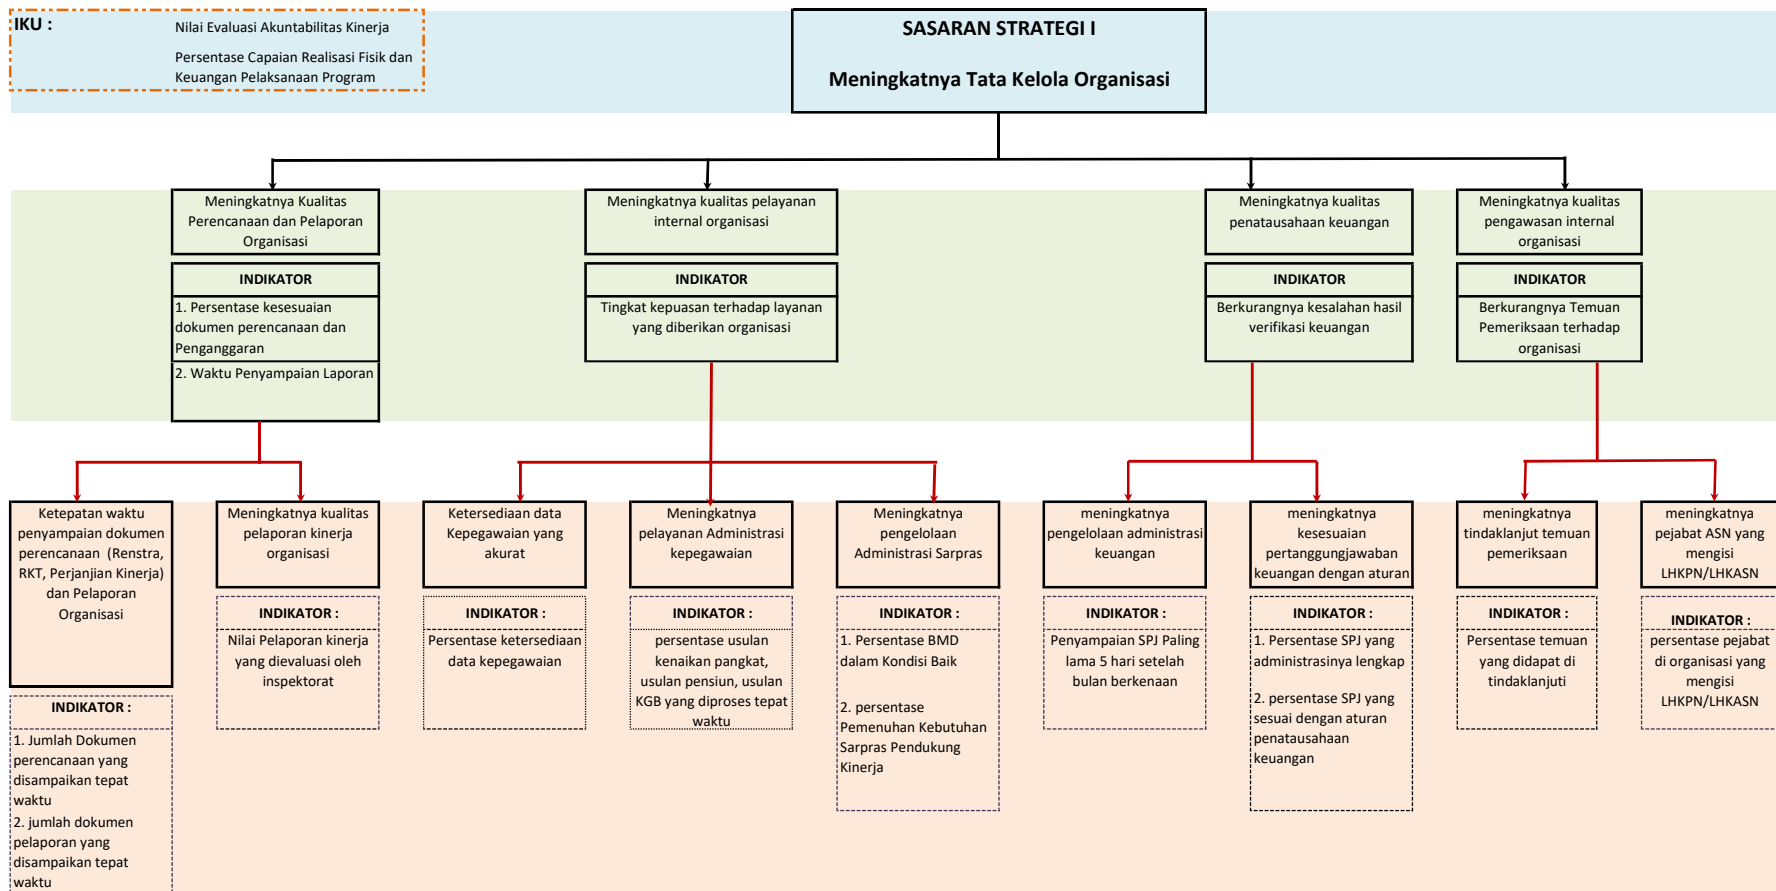 IKU :
Nilai Evaluasi Akuntabilitas Kinerja
Persentase Capaian Realisasi Fisik dan
Keuangan Pelaksanaan Program
SASARAN STRATEGI I
Meningkatnya Tata Kelola Organisasi
Meningkatnya Kualitas
Perencanaan dan Pelaporan
Organisasi
INDIKATOR
1. Persentase kesesuaian
dokumen perencanaan dan
Penganggaran
2. Waktu Penyampaian Laporan
Meningkatnya kualitas pelayanan
internal organisasi
INDIKATOR
Tingkat kepuasan terhadap layanan
yang diberikan organisasi
Meningkatnya kualitas
penatausahaan keuangan
INDIKATOR
Berkurangnya kesalahan hasil
verifikasi keuangan
Meningkatnya kualitas
pengawasan internal
organisasi
INDIKATOR
Berkurangnya Temuan
Pemeriksaan terhadap
organisasi
Ketepatan waktu
penyampaian dokumen
perencanaan  (Renstra,
RKT, Perjanjian Kinerja)
dan Pelaporan
Organisasi
INDIKATOR :
1. Jumlah Dokumen
perencanaan yang
disampaikan tepat
waktu
2. jumlah dokumen
pelaporan yang
disampaikan tepat
waktu
Meningkatnya kualitas
pelaporan kinerja
organisasi
INDIKATOR :
Nilai Pelaporan kinerja
yang dievaluasi oleh
inspektorat
Ketersediaan data
Kepegawaian yang
akurat
INDIKATOR :
Persentase ketersediaan
data kepegawaian
Meningkatnya
pelayanan Administrasi
kepegawaian
INDIKATOR :
persentase usulan
kenaikan pangkat,
usulan pensiun, usulan
KGB yang diproses tepat
waktu
Meningkatnya
pengelolaan
Administrasi Sarpras
INDIKATOR :
1. Persentase BMD
dalam Kondisi Baik
2. persentase
Pemenuhan Kebutuhan
Sarpras Pendukung
Kinerja
meningkatnya
pengelolaan administrasi
keuangan
INDIKATOR :
Penyampaian SPJ Paling
lama 5 hari setelah
bulan berkenaan
meningkatnya
kesesuaian
pertanggungjawaban
keuangan dengan aturan
INDIKATOR :
1. Persentase SPJ yang
administrasinya lengkap
2. persentase SPJ yang
sesuai dengan aturan
penatausahaan
keuangan
meningkatnya
tindaklanjut temuan
pemeriksaan
INDIKATOR :
Persentase temuan
yang didapat di
tindaklanjuti
meningkatnya
pejabat ASN yang
mengisi
LHKPN/LHKASN
INDIKATOR :
persentase pejabat
di organisasi yang
mengisi
LHKPN/LHKASN